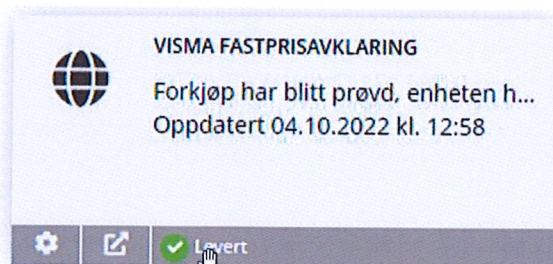 VISMA FASTPRISAVKLARING
Forkjøp har blitt prøvd, enheten h...
Oppdatert 04.10.2022 kl. 12:58
Levert